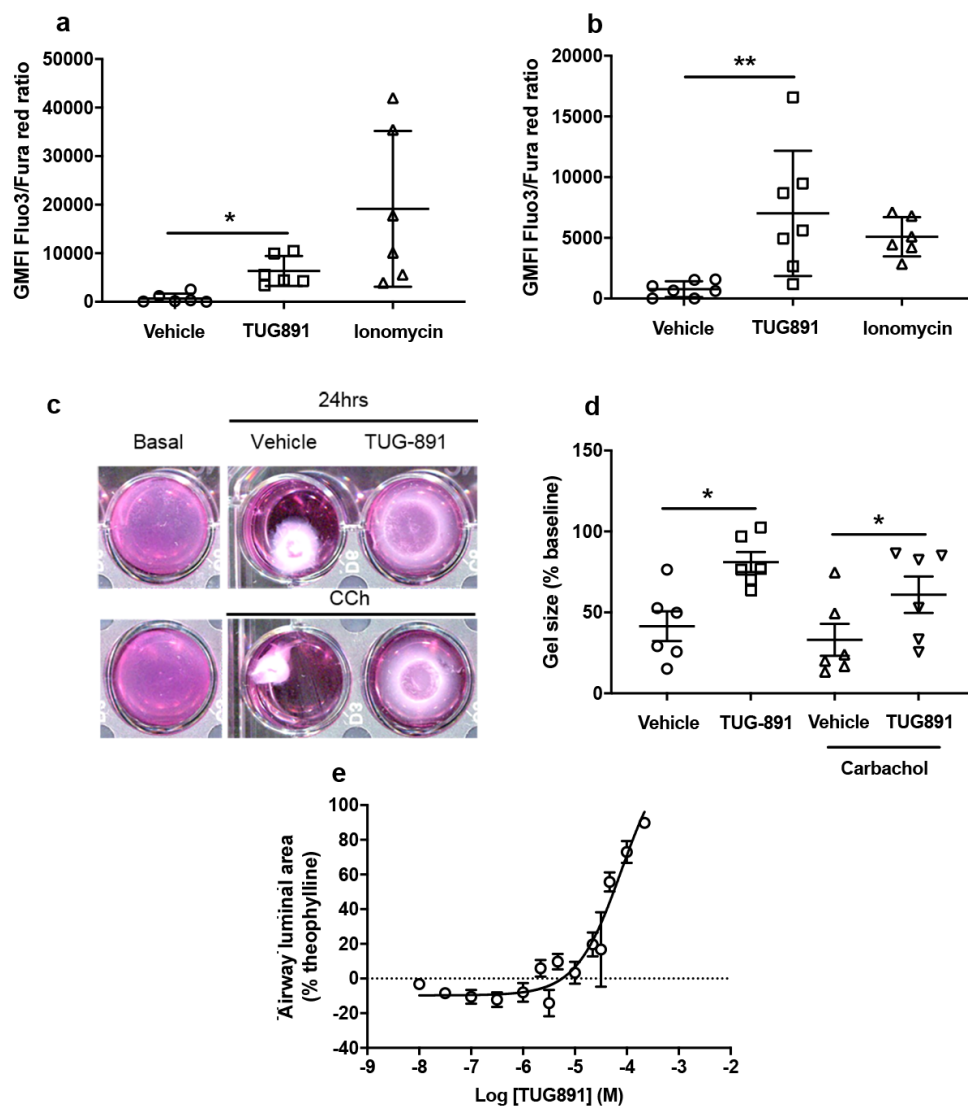 a
GMFI Fluo3/Fura red ratio
50000
40000
30000
20000
10000
0
*
Vehicle
TUG891
Ionomycin
b
GMFI Fluo3/Fura red ratio
20000
15000
10000
5000
0
**
Vehicle
TUG891
Ionomycin
c
24hrs
Basal
Vehicle
TUG-891
CCh
D3
d
Gel size (% baseline)
150
100
50
0
*
*
Vehicle
TUG-891
Vehicle
TUG891
Carbachol
e
Airway luminal area
(% theophylline)
100
80
60
40
20
0
-20
-40
-9
-8
-7
-6
-5
-4
-3
-2
Log [TUG891] (M)